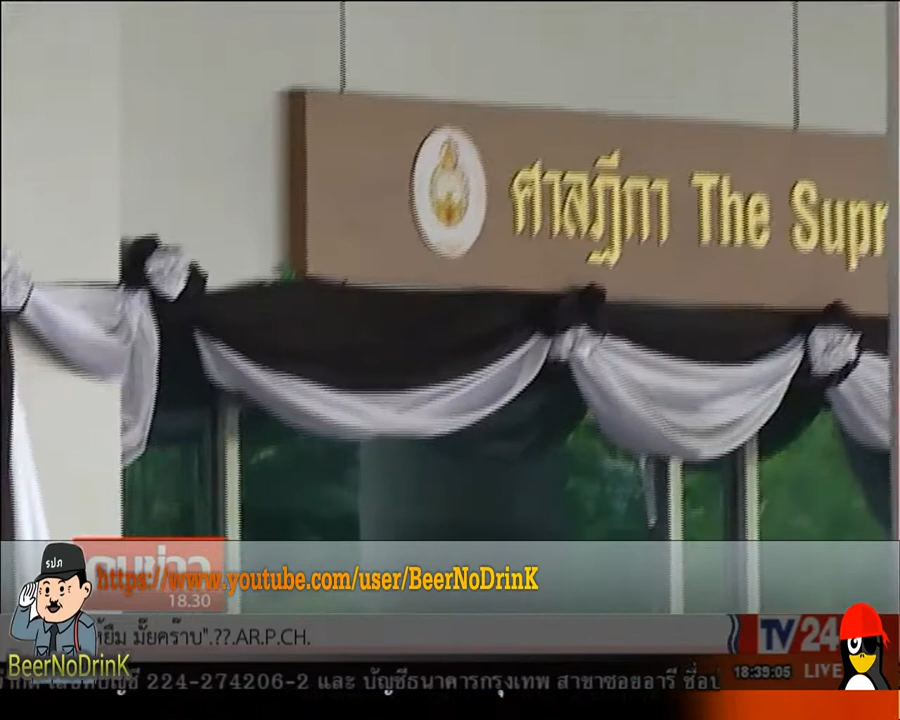 ศาลฎีกา The Supr
รปภ
https://www.youtube.com/user/BeerNoDrinK
18.30
ยืม มั๊ยคร๊าบ".??.AR.P.CH.
TV24
BeerNoDrinK
224-274206-2 และ บัญชีธนาคารกรุงเทพ สาขาซอยอารี ชื่อบ
18:39:05 LIVE